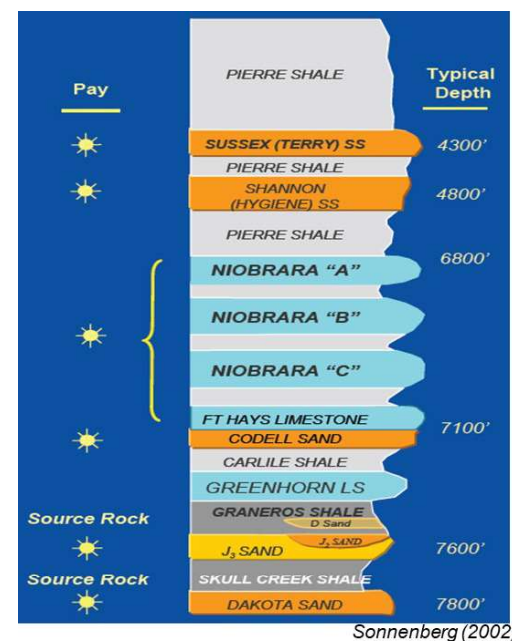 PIERRE SHALE
Pay
Typical
Depth
SUSSEX (TERRY) SS
4300'
PIERRE SHALE
SHANNON
(HYGIENE) SS
4800'
PIERRE SHALE
6800'
NIOBRARA "A"
NIOBRARA "B"
NIOBRARA "C"
FT HAYS LIMESTONE
7100'
CODELL SAND
CARLILE SHALE
GREENHORN LS
GRANEROS SHALE
Source Rock
D Sand
J₂ SAND
J₃ SAND
7600'
Source Rock
SKULL CREEK SHALE
DAKOTA SAND
7800'
Sonnenberg (2002)